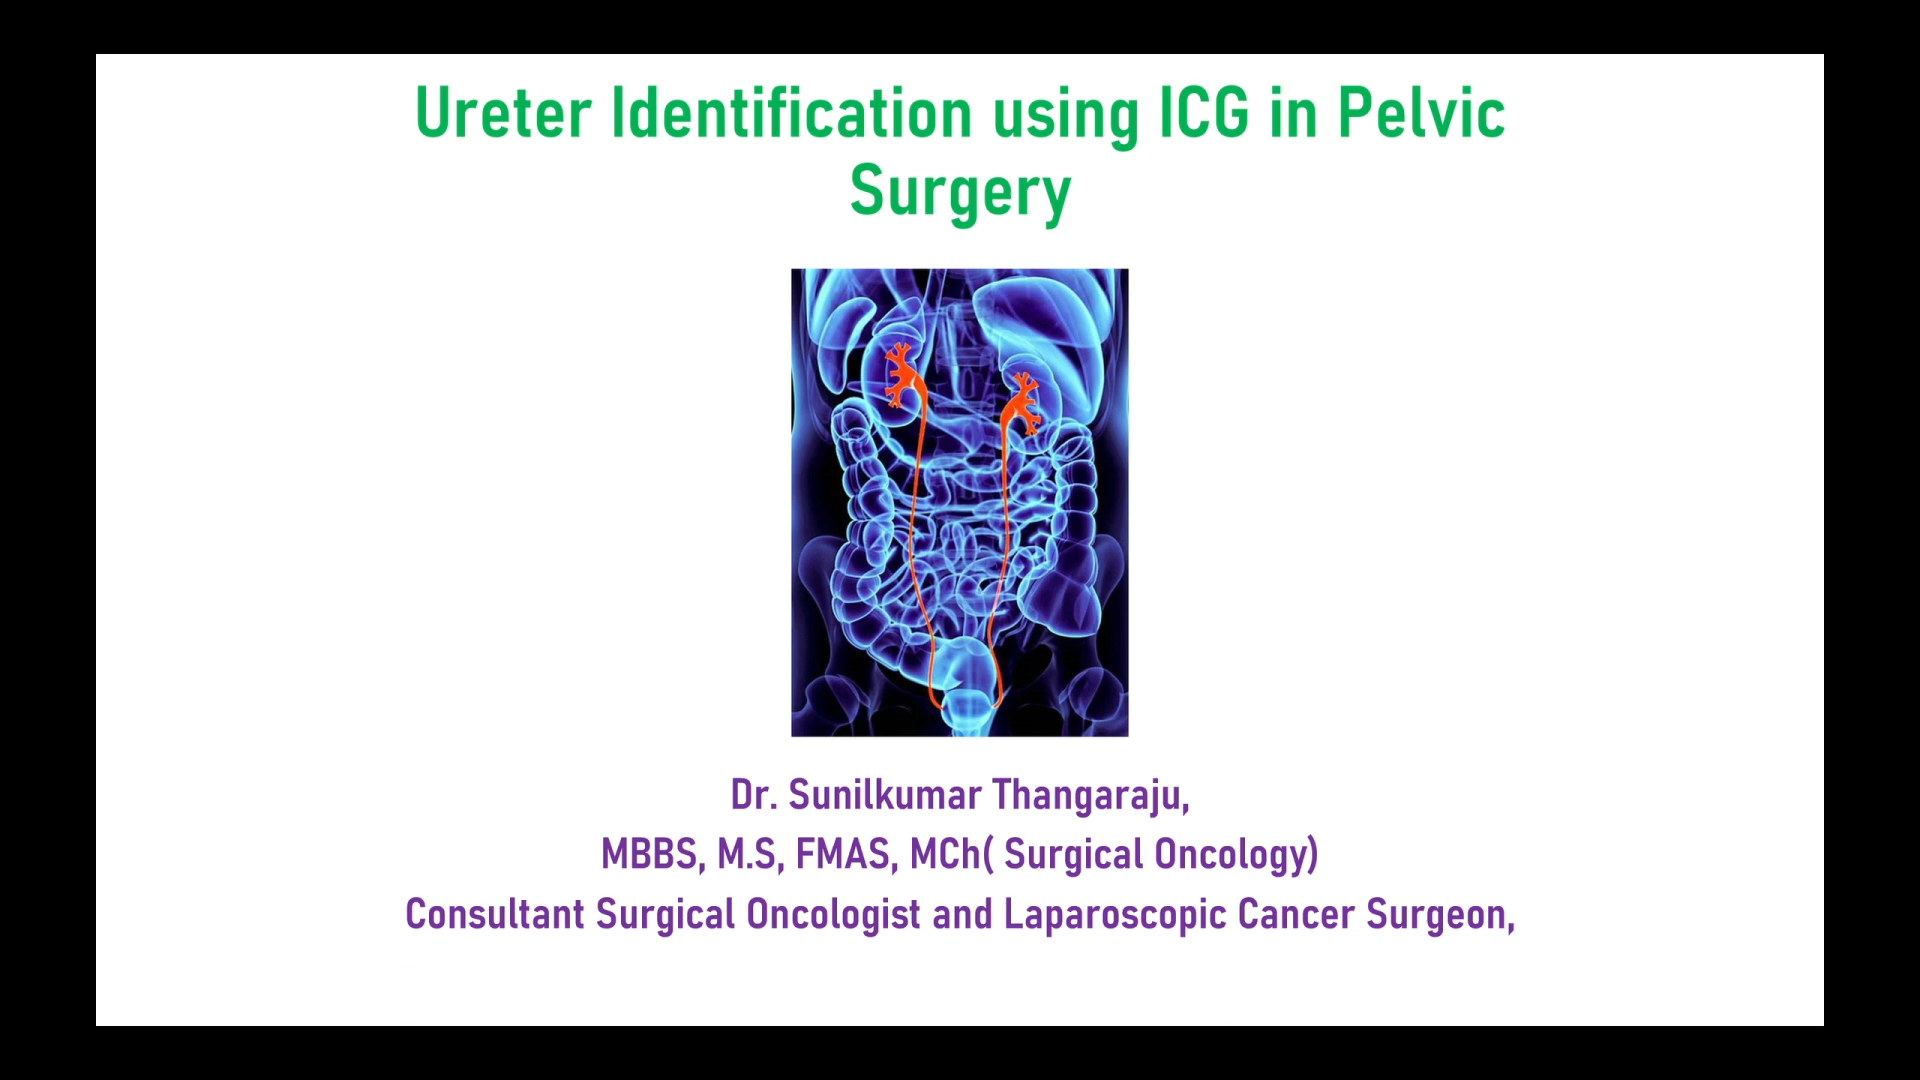 Ureter Identification using ICG in Pelvic
Surgery
Dr. Sunilkumar Thangaraju,
MBBS, M.S, FMAS, MCh( Surgical Oncology)
Consultant Surgical Oncologist and Laparoscopic Cancer Surgeon,